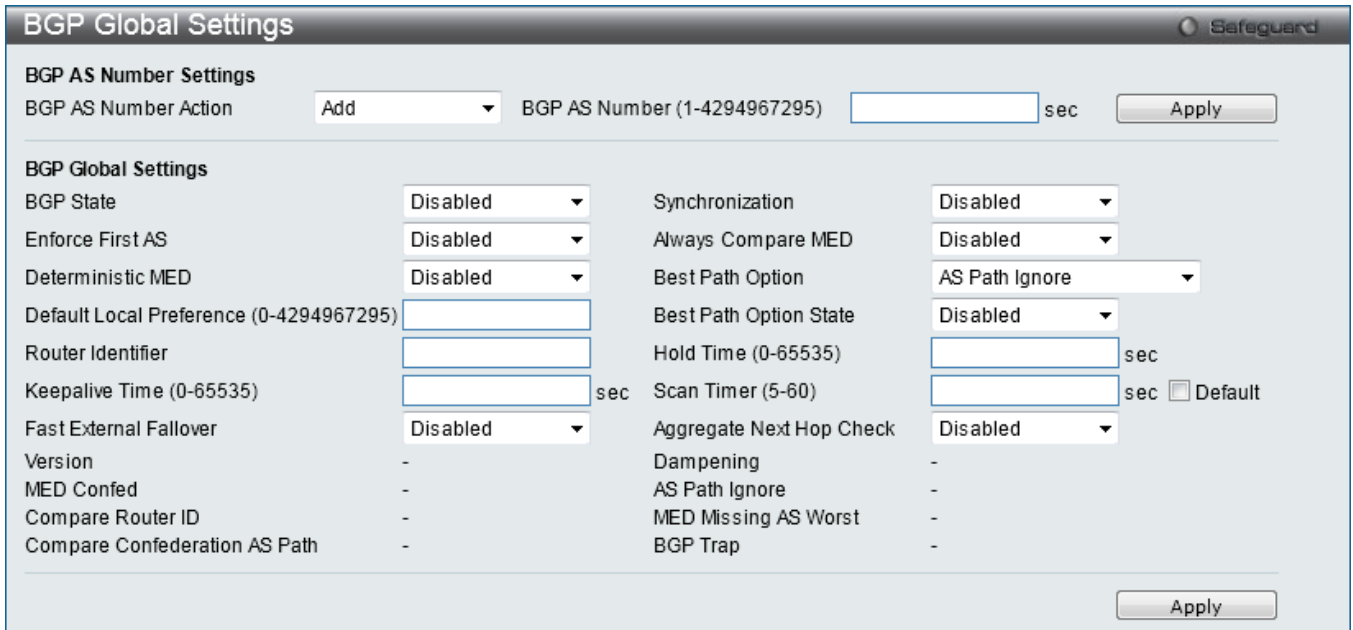 BGP Global Settings
Safeguard
BGP AS Number Settings
BGP AS Number Action Add BGP AS Number (1-4294967295) sec Apply
BGP Global Settings
BGP State Disabled Synchronization Disabled
Enforce First AS Disabled Always Compare MED Disabled
Deterministic MED Disabled Best Path Option AS Path Ignore
Default Local Preference (0-4294967295) Best Path Option State Disabled
Router Identifier Hold Time (0-65535) sec
Keepalive Time (0-65535) sec Scan Timer (5-60) sec Default
Fast External Fallover Disabled Aggregate Next Hop Check Disabled
Version - Dampening -
MED Confed - AS Path Ignore -
Compare Router ID - MED Missing AS Worst -
Compare Confederation AS Path - BGP Trap -
Apply